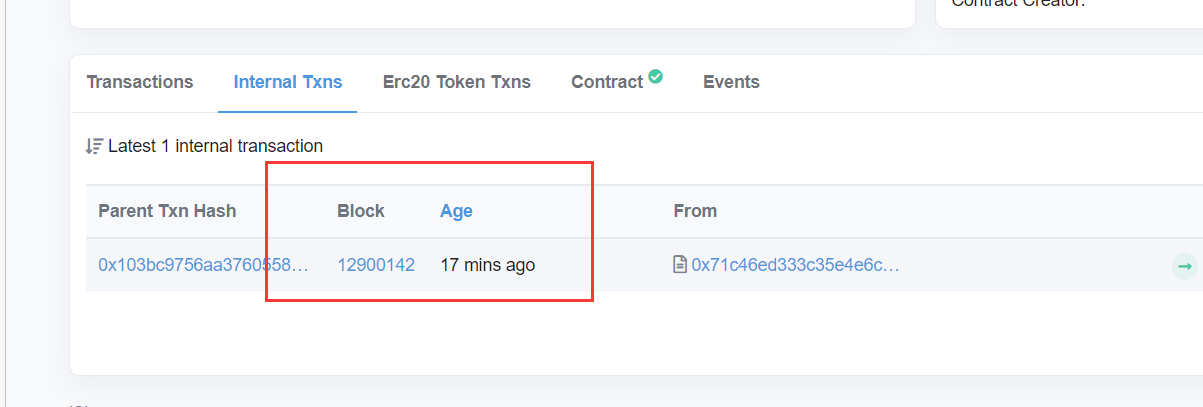 Contract Creator:
Transactions Internal Txns Erc20 Token Txns Contract Events
Latest 1 internal transaction
Parent Txn Hash Block Age From
0x103bc9756aa3760558... 12900142 17 mins ago 0x71c46ed333c35e4e6c...